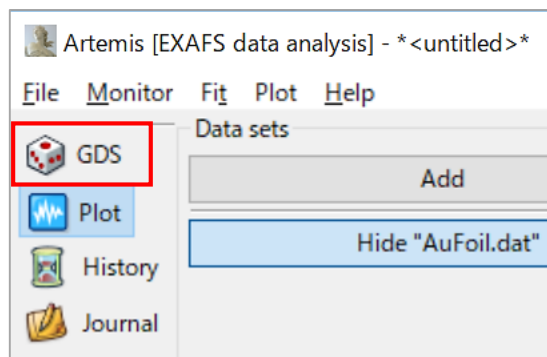 Artemis [EXAFS data analysis] - *<untitled>*
File Monitor Fit Plot Help
GDS
Plot
History
Journal
Data sets
Add
Hide "AuFoil.dat"